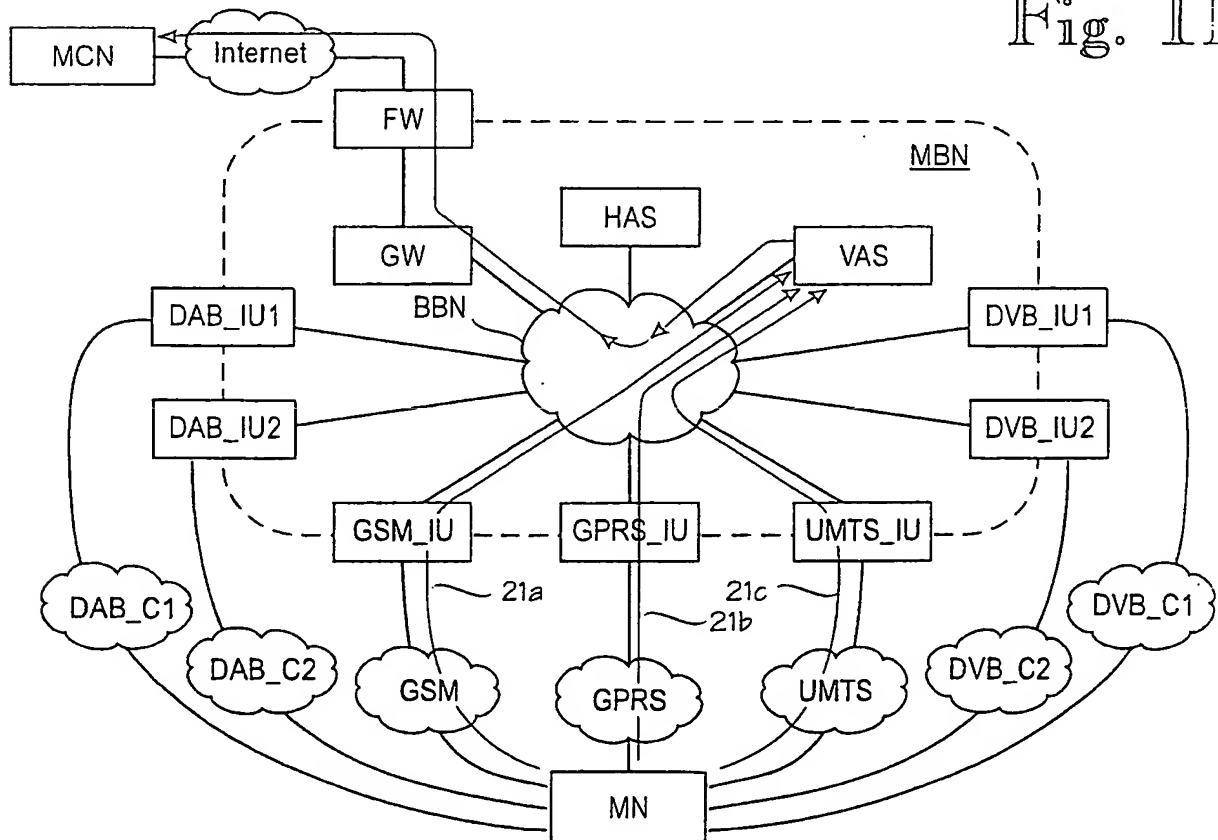 Fig. 11
MCN
Internet
FW
MBN
HAS
GW
VAS
BBN
DAB_IU1
DVB_IU1
DAB_IU2
DVB_IU2
GSM_IU
GPRS_IU
UMTS_IU
21a
21c
21b
DAB_C1
DVB_C1
DAB_C2
DVB_C2
GSM
GPRS
UMTS
MN